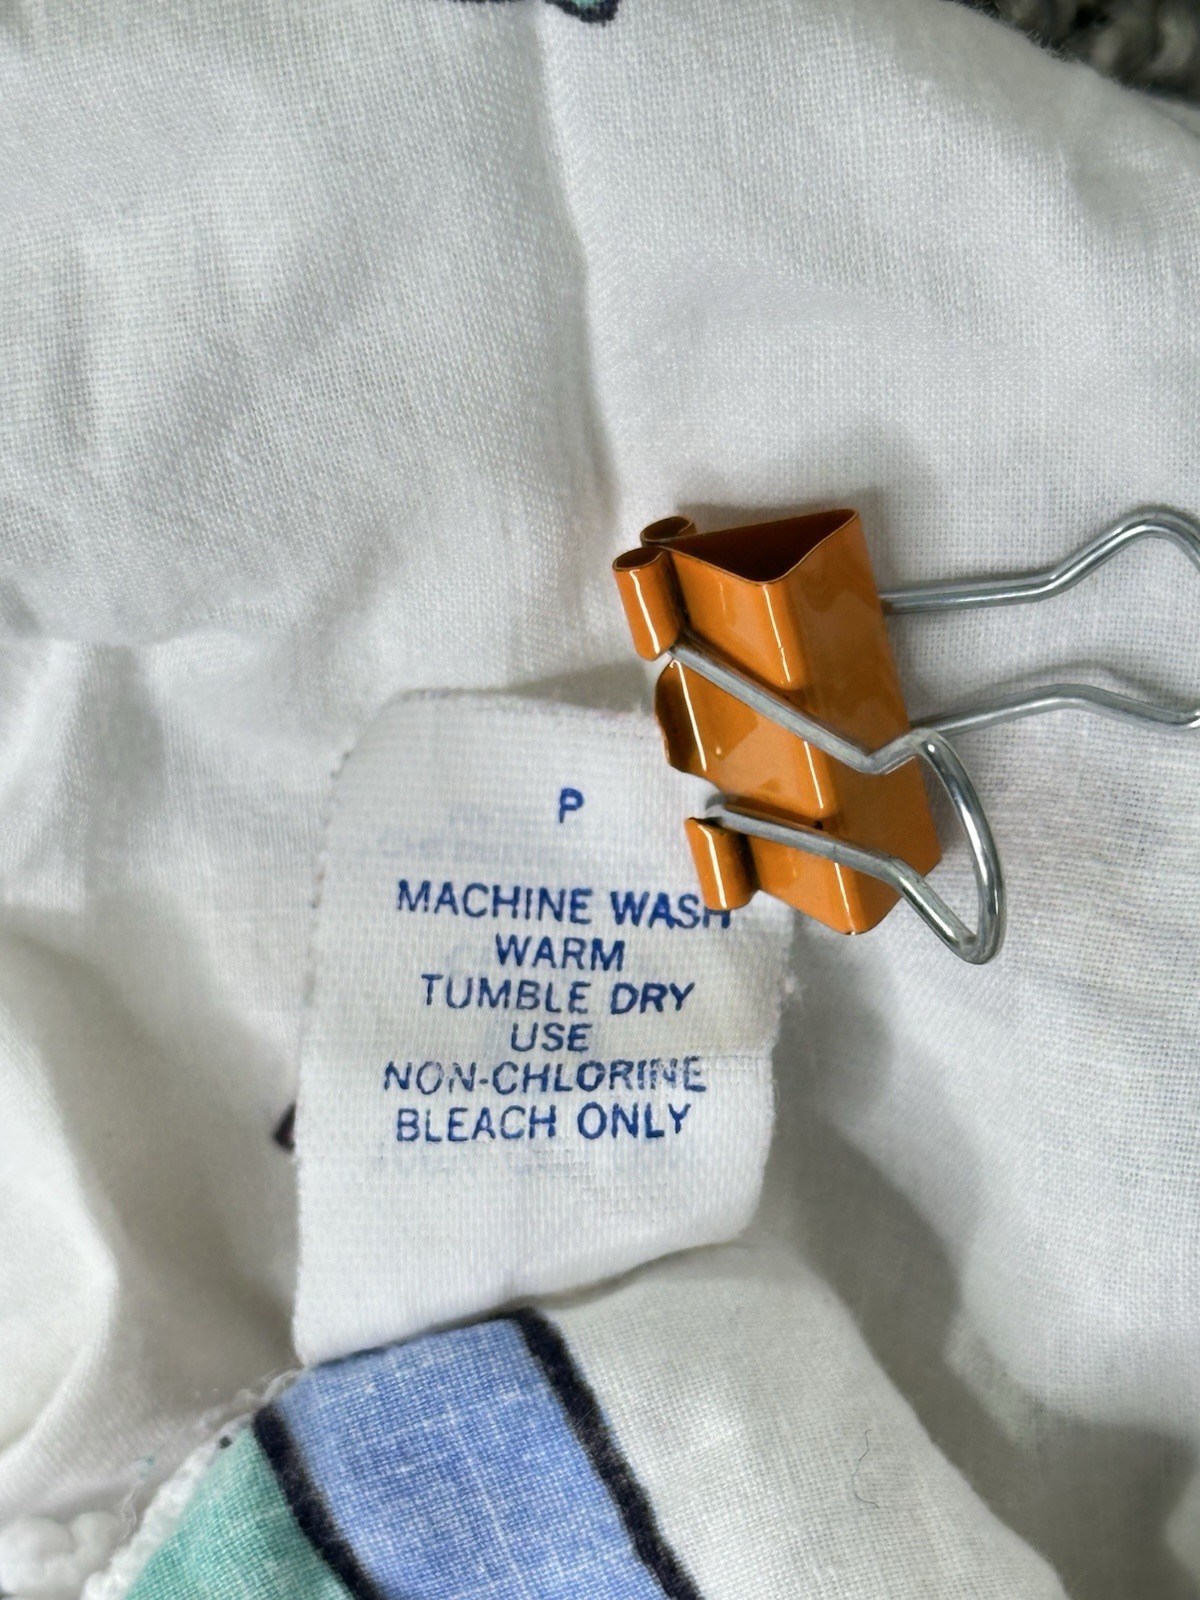 P
MACHINE WASH
WARM
TUMBLE DRY
USE
NON-CHLORINE
BLEACH ONLY